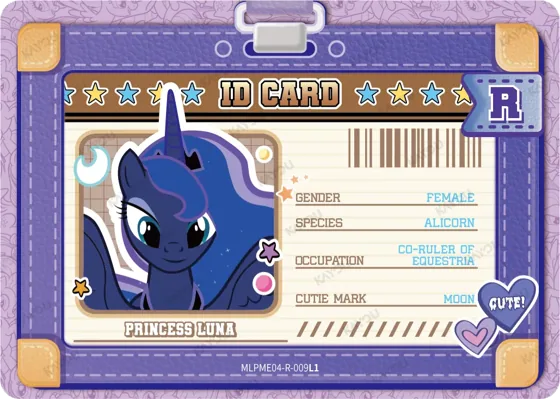 ID CARD
R
GENDER FEMALE
SPECIES ALICORN
OCCUPATION CO-RULER OF
EQUESTRIA
CUTIE MARK MOON
CUTE!
PRINCESS LUNA
MLPME04-R-009L1
KAYOU